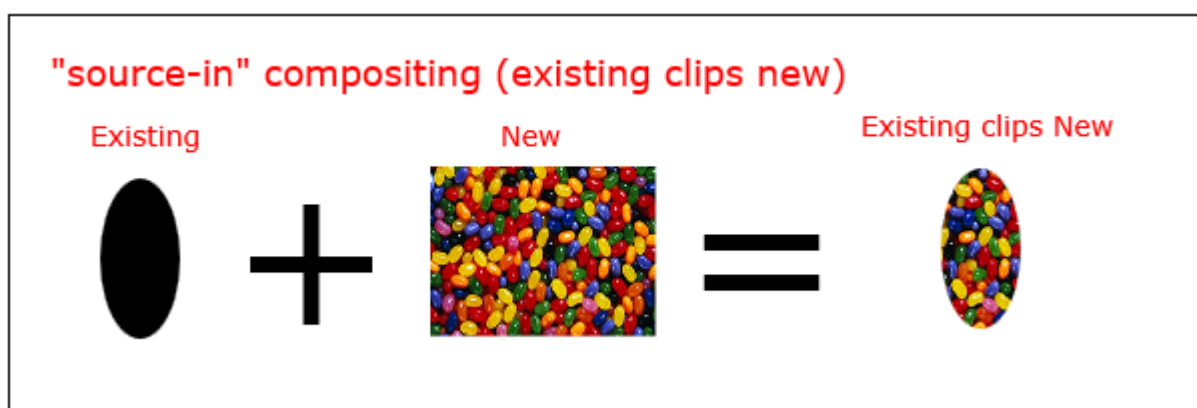 "source-in" compositing (existing clips new)
Existing
New
Existing clips New